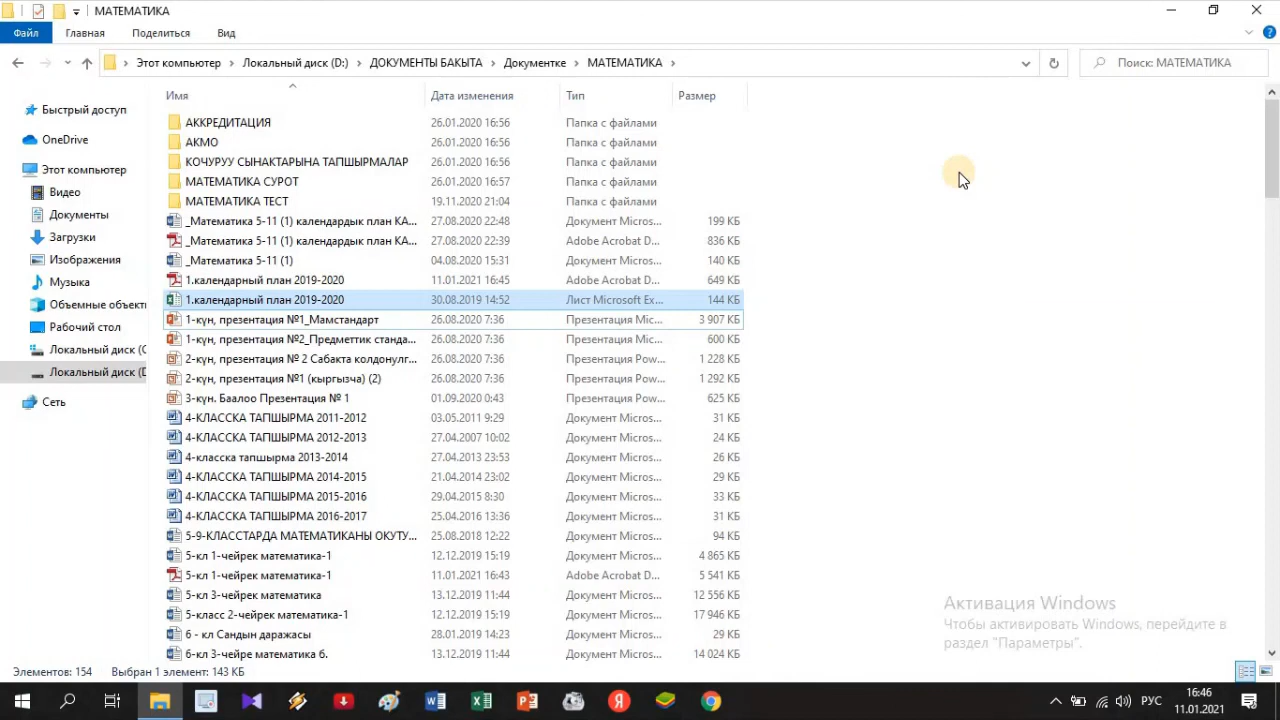 МАТЕМАТИКА
Файл Главная Поделиться Вид
Этот компьютер Локальный диск (D:) ДОКУМЕНТЫ БАКЫТА Документке МАТЕМАТИКА
Поиск: МАТЕМАТИКА
Имя Дата изменения Тип Размер
Быстрый доступ
OneDrive
Этот компьютер
Видео
Документы
Загрузки
Изображения
Музыка
Объемные объекты
Рабочий стол
Локальный диск (C
Локальный диск (D
Сеть
АККРЕДИТАЦИЯ 26.01.2020 16:56 Папка с файлами
АКМО 26.01.2020 16:56 Папка с файлами
КОЧУРУУ СЫНАКТАРЫНА ТАПШЫРМАЛАР 26.01.2020 16:56 Папка с файлами
МАТЕМАТИКА СУРОТ 26.01.2020 16:57 Папка с файлами
МАТЕМАТИКА ТЕСТ 19.11.2020 21:04 Папка с файлами
_Математика 5-11 (1) календардык план КА... 27.08.2020 22:48 Документ Micros... 199 КБ
_Математика 5-11 (1) календардык план КА... 27.08.2020 22:39 Adobe Acrobat D... 836 КБ
_Математика 5-11 (1) 04.08.2020 15:31 Документ Micros... 140 КБ
1.календарный план 2019-2020 11.01.2021 16:45 Adobe Acrobat D... 649 КБ
1.календарный план 2019-2020 30.08.2019 14:52 Лист Microsoft Ex... 144 КБ
1-күн, презентация №1_Мамстандарт 26.08.2020 7:36 Презентация Mic... 3 907 КБ
1-күн, презентация №2_Предметтик станда... 26.08.2020 7:36 Презентация Mic... 600 КБ
2-күн, презентация № 2 Сабакта колдонулг... 26.08.2020 7:36 Презентация Pow... 1 228 КБ
2-күн, презентация №1 (кыргызча) (2) 26.08.2020 7:36 Презентация Pow... 1 292 КБ
3-күн. Баалоо Презентация № 1 01.09.2020 0:43 Презентация Pow... 625 КБ
4-КЛАССКА ТАПШЫРМА 2011-2012 03.05.2011 9:29 Документ Micros... 31 КБ
4-КЛАССКА ТАПШЫРМА 2012-2013 27.04.2007 10:02 Документ Micros... 24 КБ
4-класска тапшырма 2013-2014 27.04.2013 23:53 Документ Micros... 26 КБ
4-КЛАССКА ТАПШЫРМА 2014-2015 21.04.2014 23:02 Документ Micros... 29 КБ
4-КЛАССКА ТАПШЫРМА 2015-2016 29.04.2015 8:30 Документ Micros... 33 КБ
4-КЛАССКА ТАПШЫРМА 2016-2017 25.04.2016 13:36 Документ Micros... 31 КБ
5-9-КЛАССТАРДА МАТЕМАТИКАНЫ ОКУТУ... 25.08.2018 12:22 Документ Micros... 94 КБ
5-кл 1-чейрек математика-1 12.12.2019 15:19 Документ Micros... 4 865 КБ
5-кл 1-чейрек математика-1 11.01.2021 16:43 Adobe Acrobat D... 5 541 КБ
5-кл 3-чейрек математика 13.12.2019 11:44 Документ Micros... 12 556 КБ
5-класс 2-чейрек математика-1 12.12.2019 15:19 Документ Micros... 17 946 КБ
6 - кл Сандын даражасы 28.01.2019 14:23 Документ Micros... 29 КБ
6-кл 3-чейре математика б. 13.12.2019 11:44 Документ Micros... 14 024 КБ
Активация Windows
Чтобы активировать Windows, перейдите в
раздел "Параметры".
Элементов: 154 Выбран 1 элемент: 143 КБ
РУС
16:46
11.01.2021